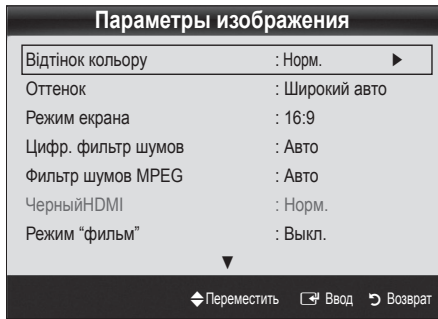 Параметры изображения
Відтінок кольору : Норм. ►
Оттенок : Широкий авто
Режим екрана : 16:9
Цифр. фильтр шумов : Авто
Фильтр шумов MPEG : Авто
ЧерныйHDMI : Норм.
Режим “фильм” : Выкл.
▼
Переместить Ввод Возврат